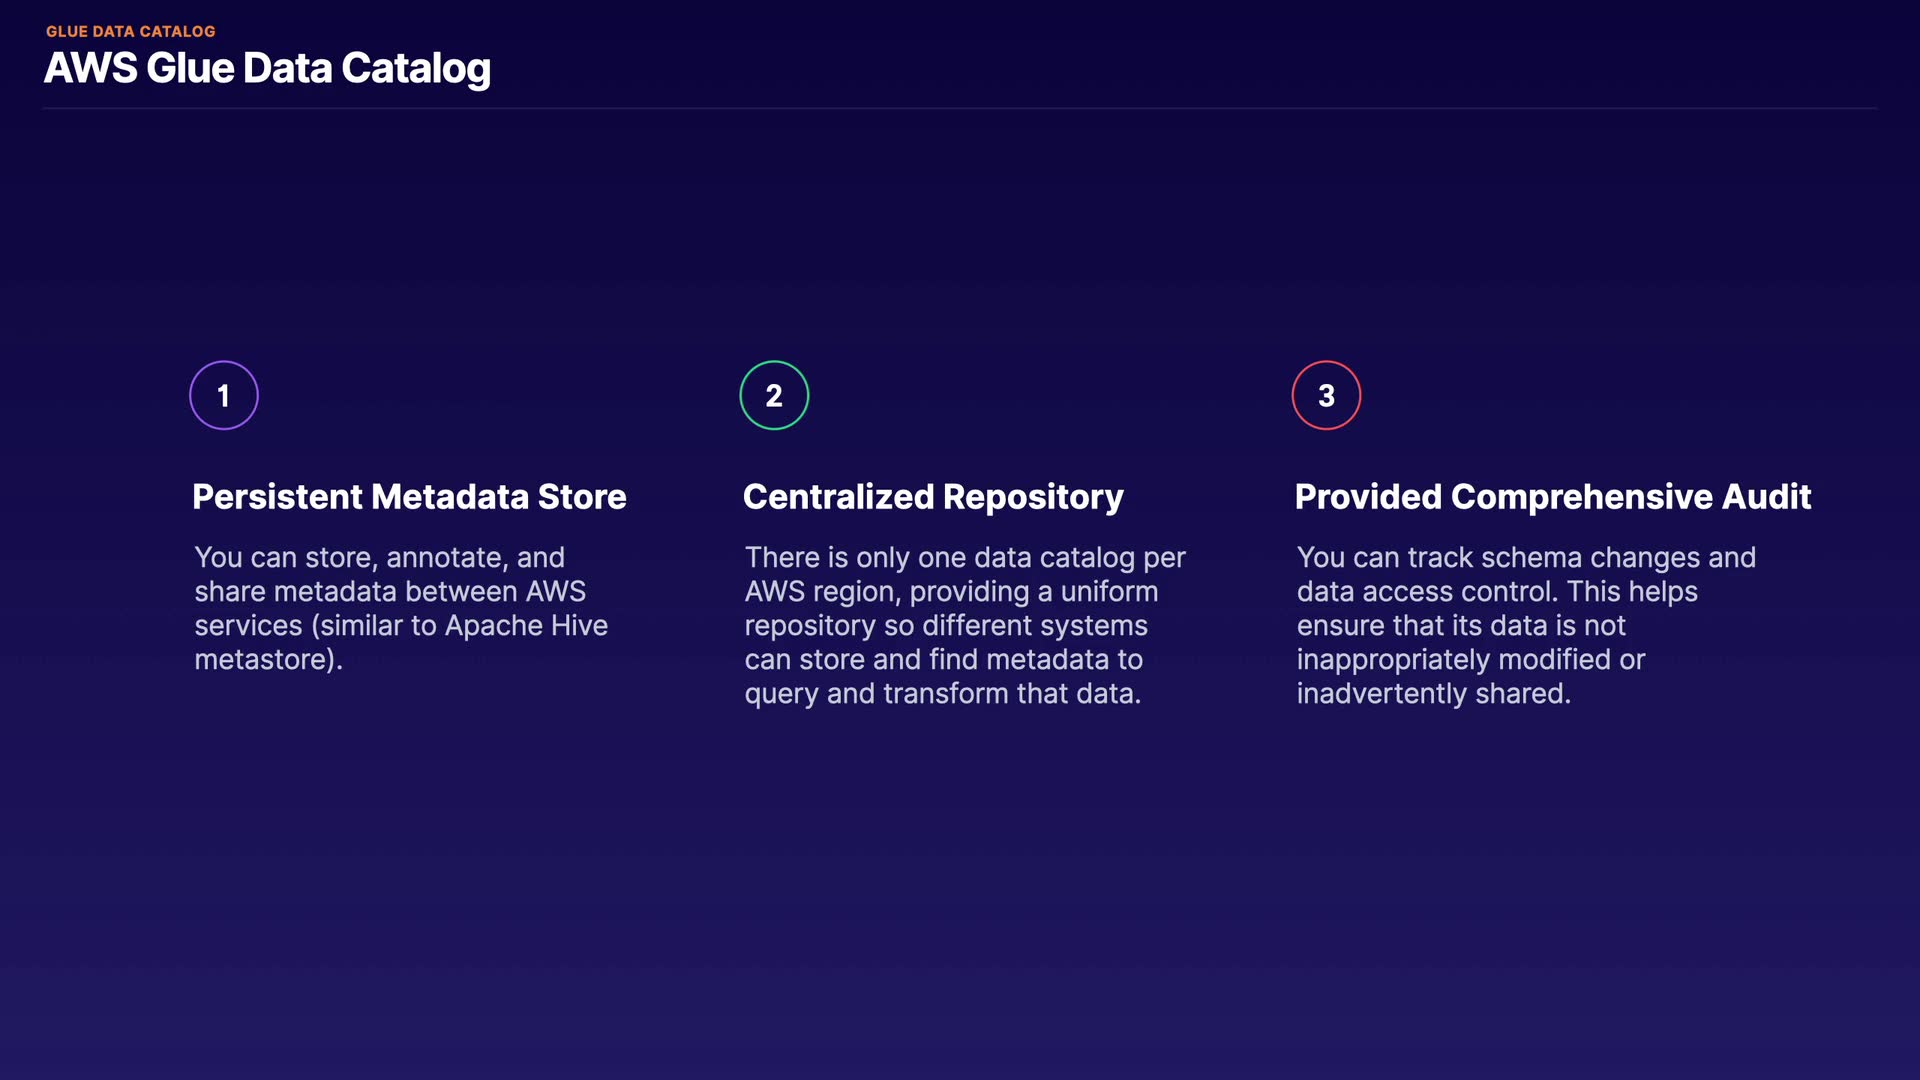 GLUE DATA CATALOG
AWS Glue Data Catalog
1
Persistent Metadata Store
You can store, annotate, and
share metadata between AWS
services (similar to Apache Hive
metastore).
2
Centralized Repository
There is only one data catalog per
AWS region, providing a uniform
repository so different systems
can store and find metadata to
query and transform that data.
3
Provided Comprehensive Audit
You can track schema changes and
data access control. This helps
ensure that its data is not
inappropriately modified or
inadvertently shared.